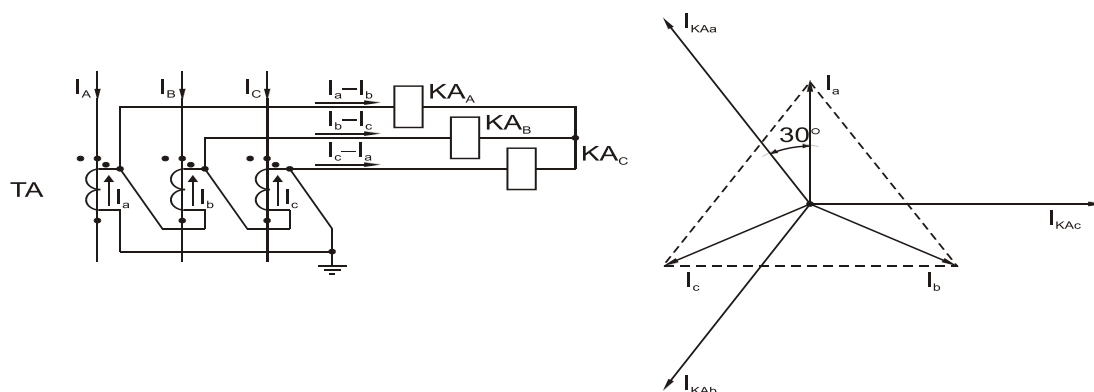 I_A
I_B
I_C
I_a–I_b
KA_A
I_b–I_c
KA_B
I_c–I_a
KA_C
TA
I_a
I_b
I_c
I_KAa
I_a
30°
I_KAc
I_c
I_b
I_KAb